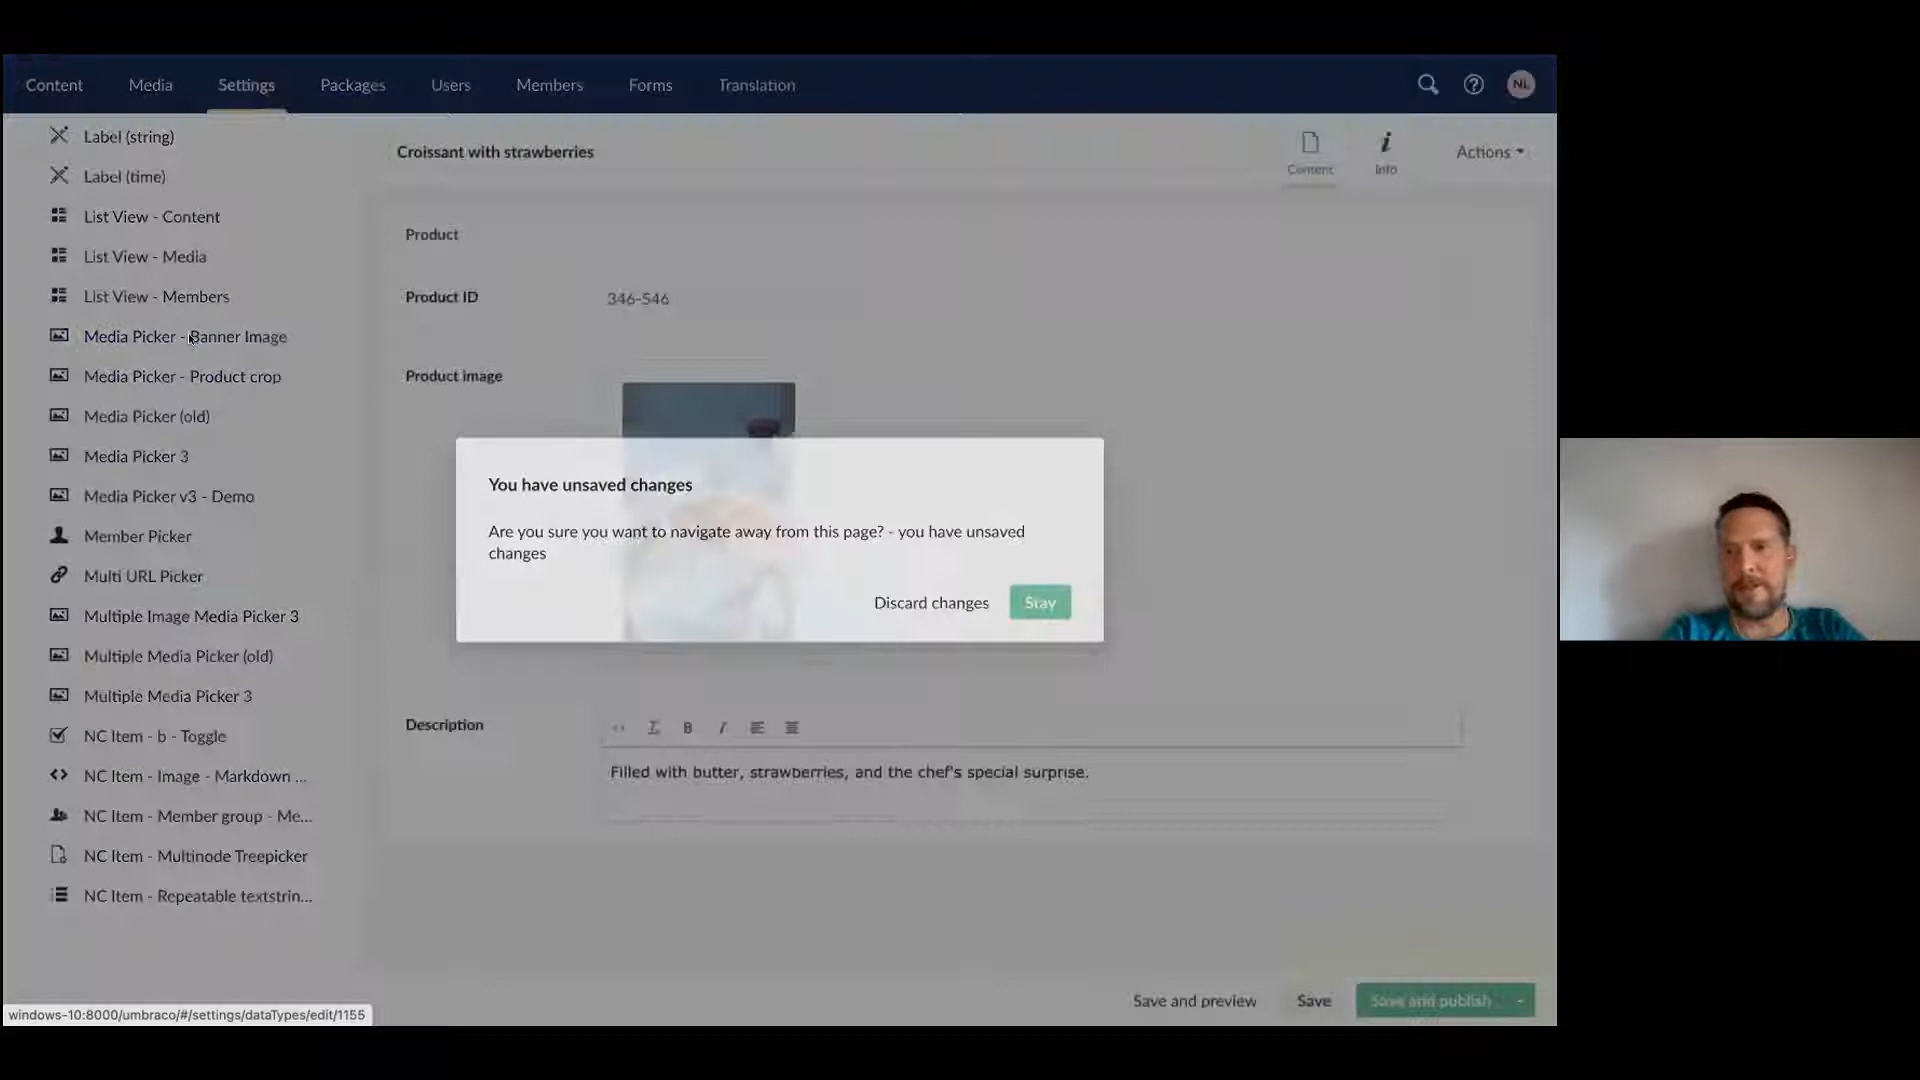 Content
Media
Settings
Packages
Users
Members
Forms
Translation
NL
Label (string)
Label (time)
List View - Content
List View - Media
List View - Members
Media Picker - Banner Image
Media Picker - Product crop
Media Picker (old)
Media Picker 3
Media Picker v3 - Demo
Member Picker
Multi URL Picker
Multiple Image Media Picker 3
Multiple Media Picker (old)
Multiple Media Picker 3
NC Item - b - Toggle
NC Item - Image - Markdown ...
NC Item - Member group - Me...
NC Item - Multinode Treepicker
NC Item - Repeatable textstrin...
Croissant with strawberries
Content
Info
Actions
Product
Product ID
346-546
Product image
You have unsaved changes
Are you sure you want to navigate away from this page? - you have unsaved
changes
Discard changes
Stay
Description
B
I
Filled with butter, strawberries, and the chef's special surprise.
Save and preview
Save
Save and publish
windows-10:8000/umbraco/#/settings/dataTypes/edit/1155